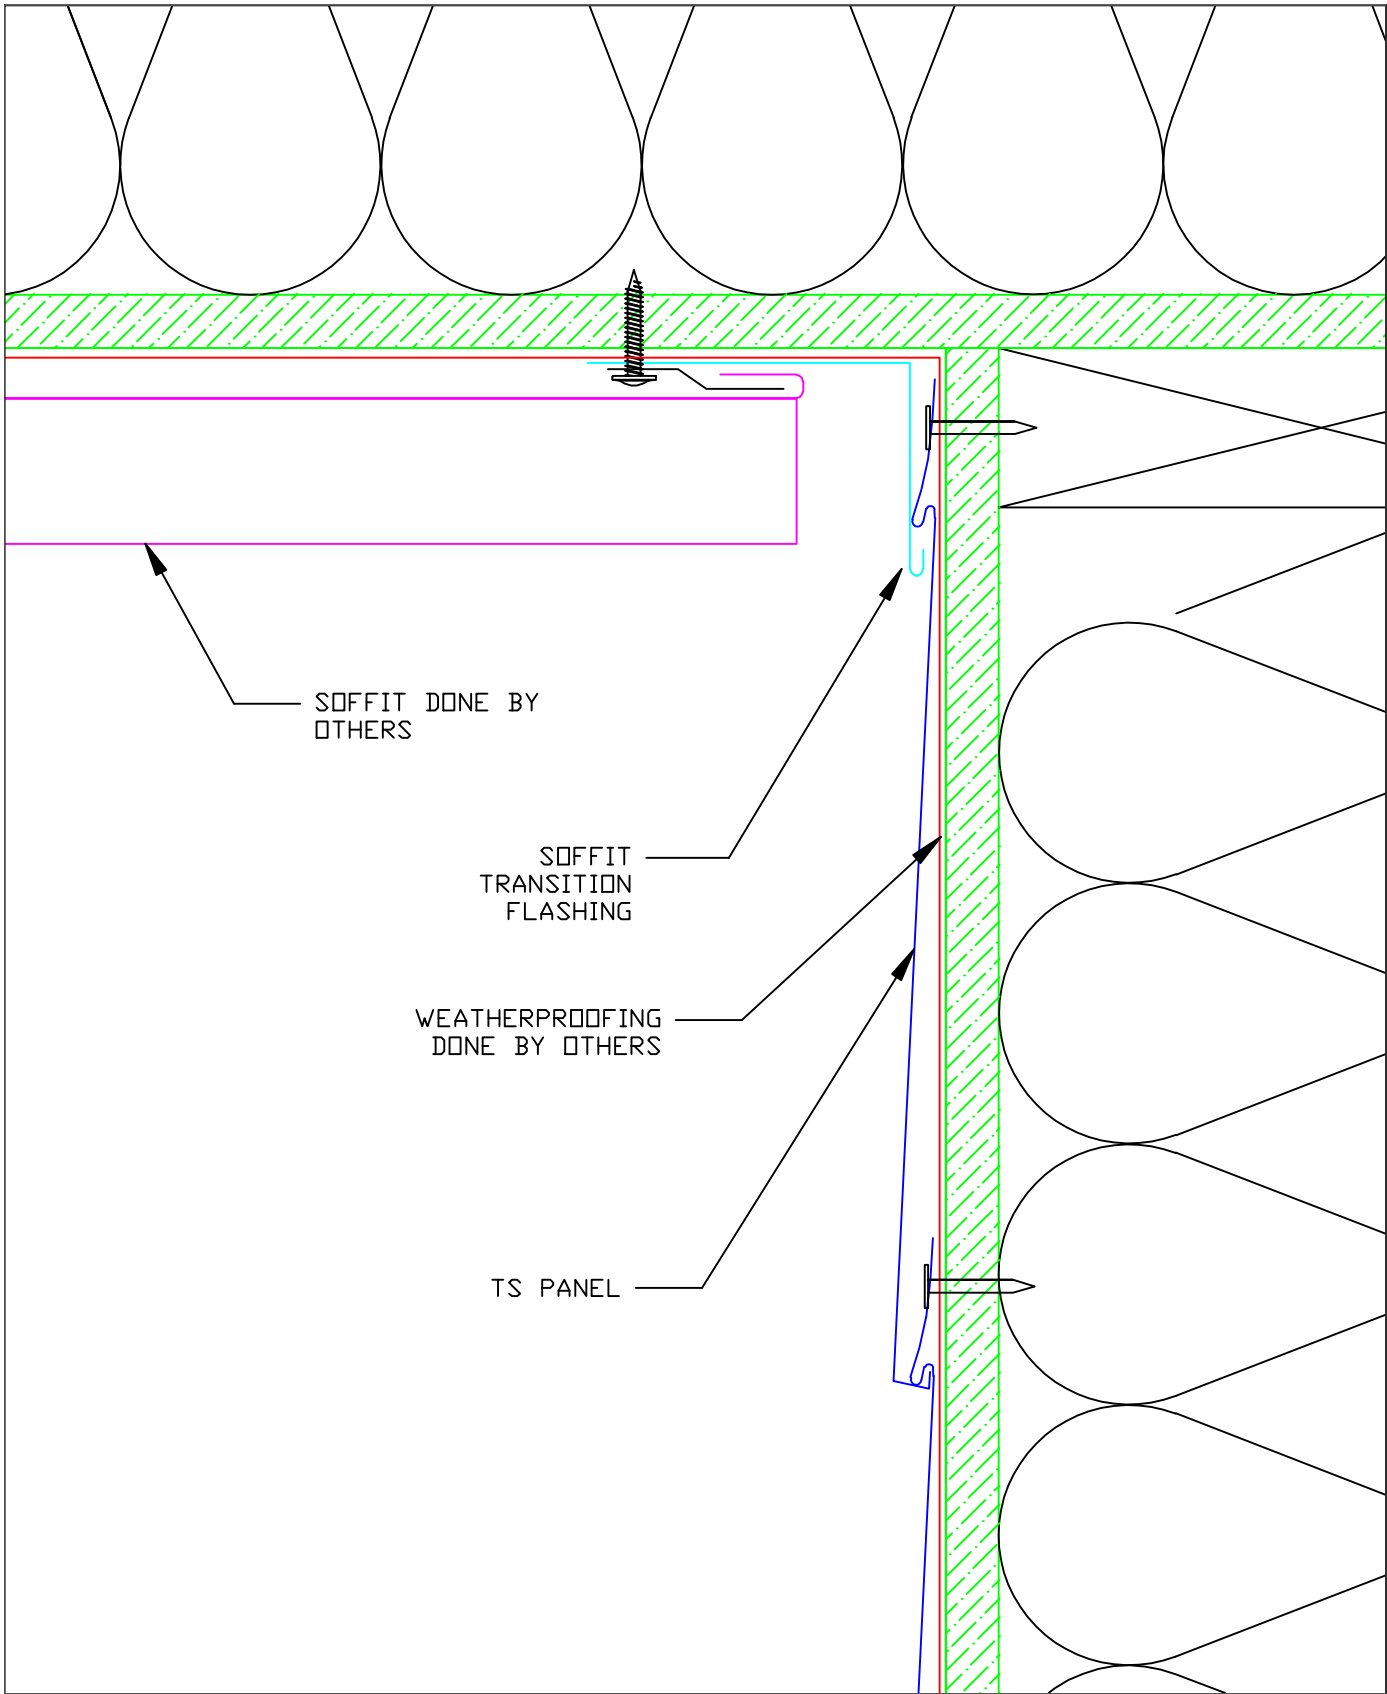 SOFFIT DONE BY
OTHERS
SOFFIT
TRANSITION
FLASHING
WEATHERPROOFING
DONE BY OTHERS
TS PANEL